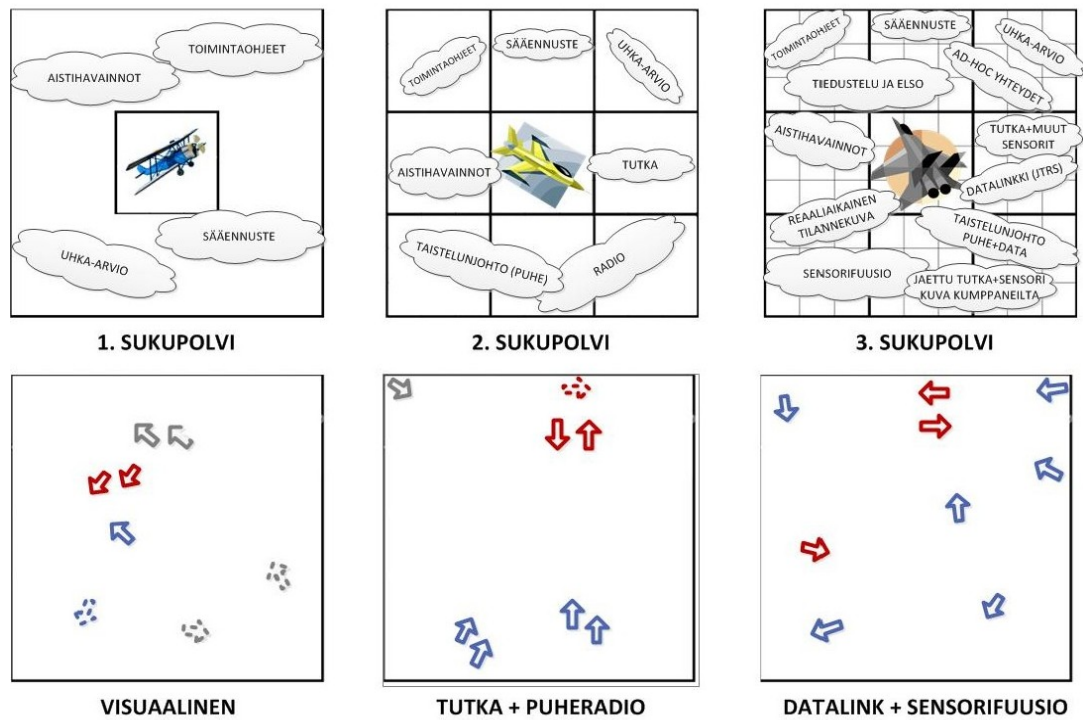 TOIMINTAOHJEET
AISTIHAVAINNOT
SÄÄENNUSTE
UHKA-ARVIO
1. SUKUPOLVI
TOIMINTAOHJEET
SÄÄENNUSTE
UHKA-ARVIO
AISTIHAVAINNOT
TUTKA
TAISTELUNJOHTO (PUHE)
RADIO
2. SUKUPOLVI
TOIMINTAOHJEET
SÄÄENNUSTE
UHKA-ARVIO
AD-HOC YHTEYDET
TIEDUSTELU JA ELSO
AISTIHAVAINNOT
TUTKA+MUUT
SENSORIT
DATALINKKI (JTRS)
REAALIAIKAINEN
TILANNEKUVA
TAISTELUNJOHTO
PUHE+DATA
SENSORIFUUSIO
JAETTU TUTKA+SENSORI
KUVA KUMPPANEILTA
3. SUKUPOLVI
VISUAALINEN
TUTKA + PUHERADIO
DATALINK + SENSORIFUUSIO